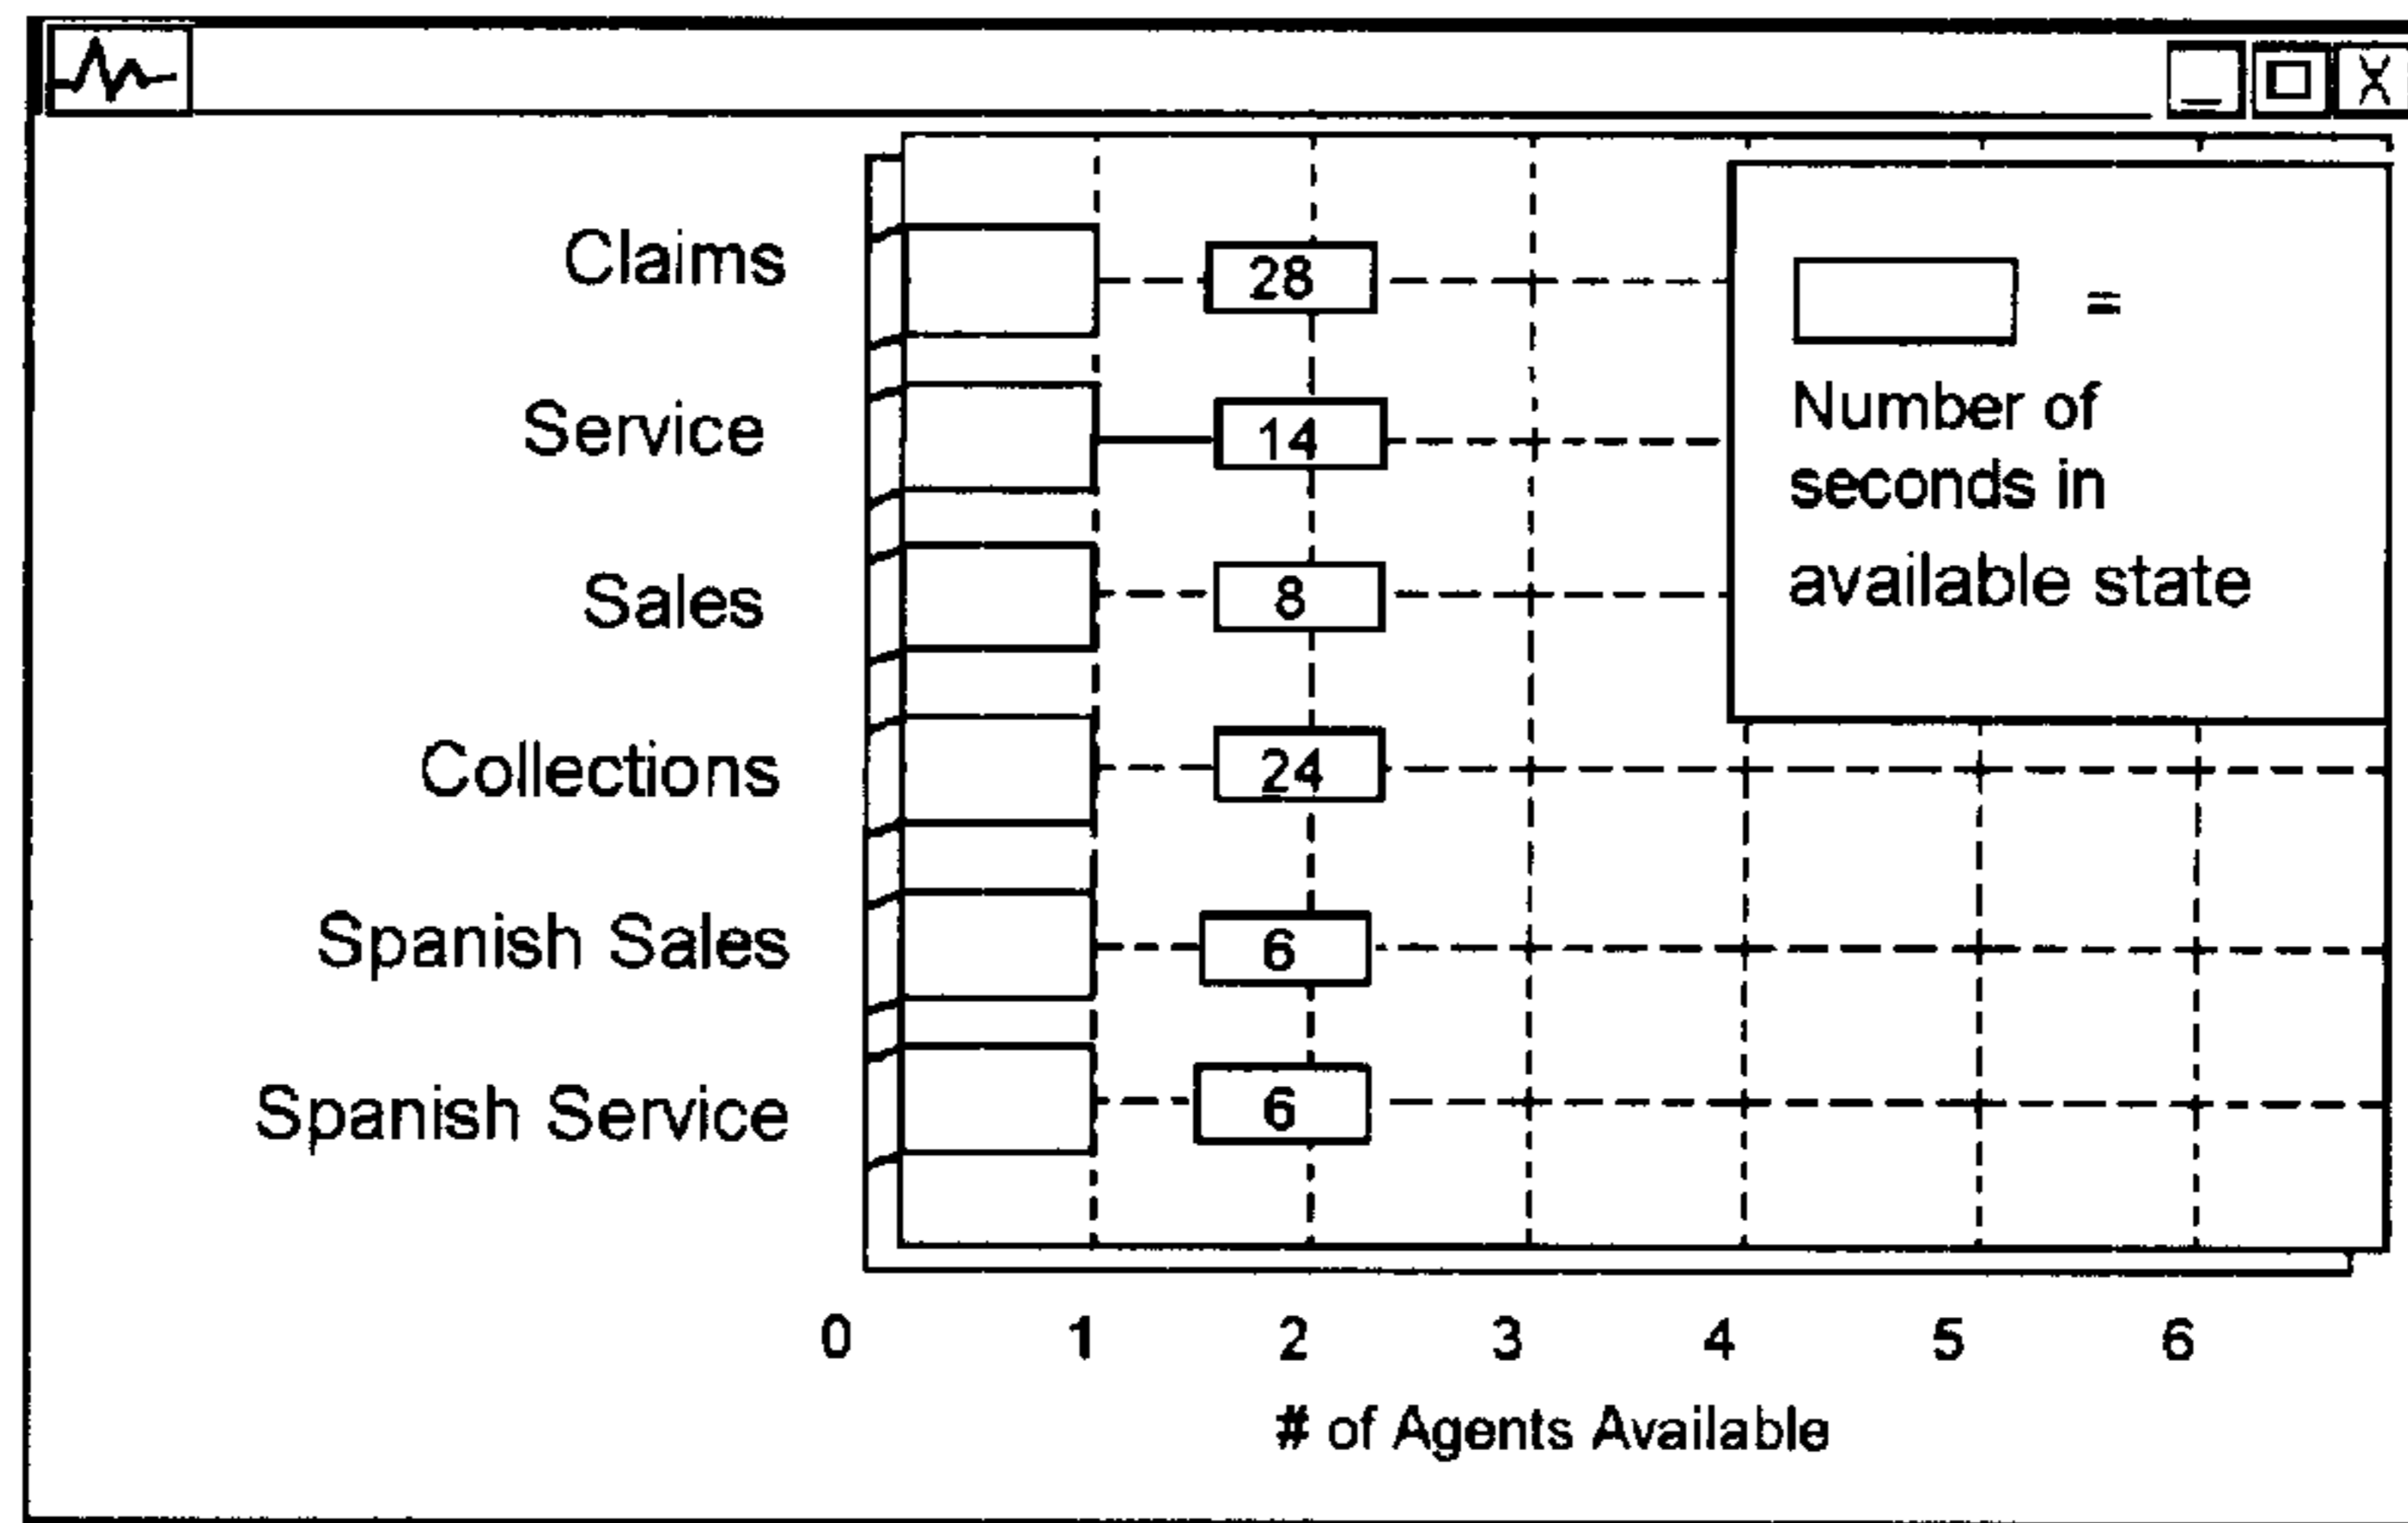 Claims
28
=
Number of
Service
14
seconds in
Sales
8
available state
Collections
24
Spanish Sales
6
Spanish Service
6
0 1 2 3 4 5 6
# of Agents Available